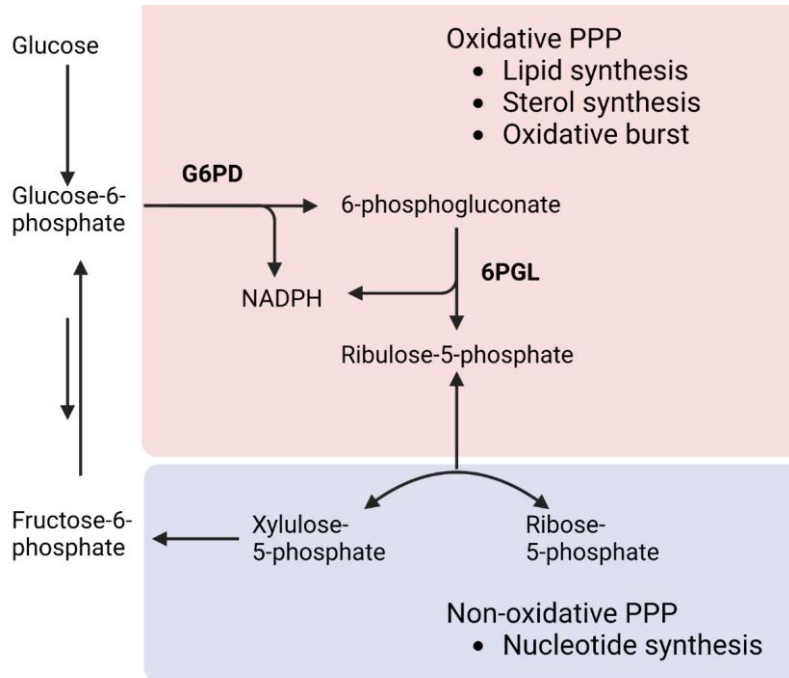 Glucose
Oxidative PPP
• Lipid synthesis
• Sterol synthesis
• Oxidative burst
G6PD
Glucose-6-
phosphate
6-phosphogluconate
6PGL
NADPH
Ribulose-5-phosphate
Fructose-6-
phosphate
Xylulose-
5-phosphate
Ribose-
5-phosphate
Non-oxidative PPP
• Nucleotide synthesis